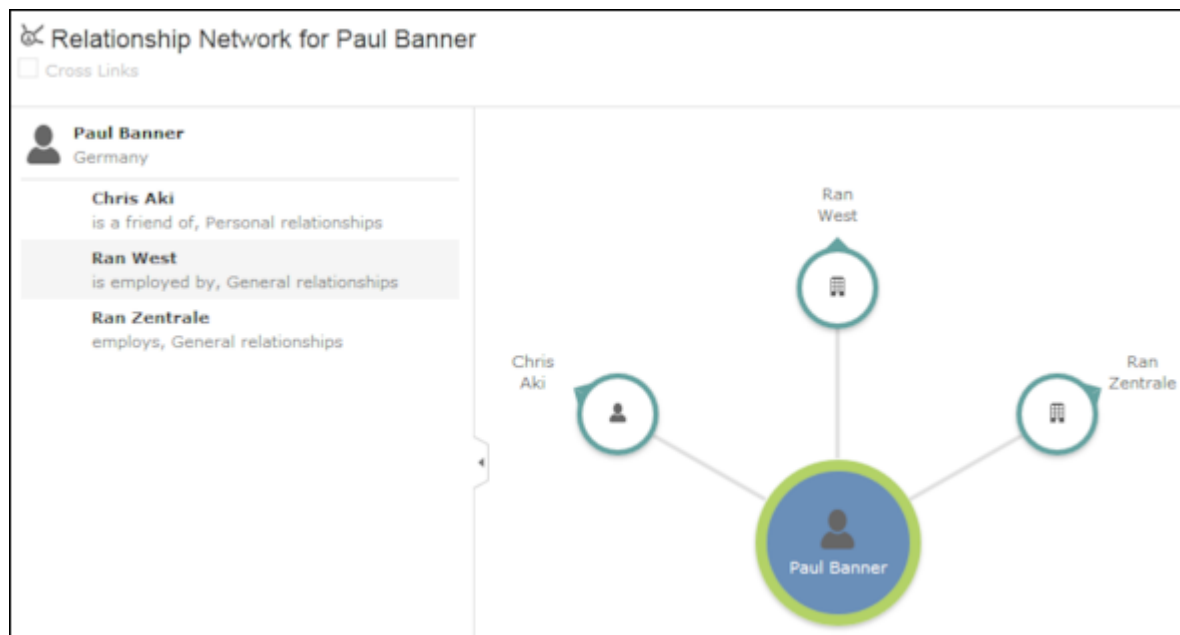 Relationship Network for Paul Banner
Cross Links
Paul Banner
Germany
Chris Aki
is a friend of, Personal relationships
Ran West
is employed by, General relationships
Ran Zentrale
employs, General relationships
Ran
West
Chris
Aki
Ran
Zentrale
Paul Banner